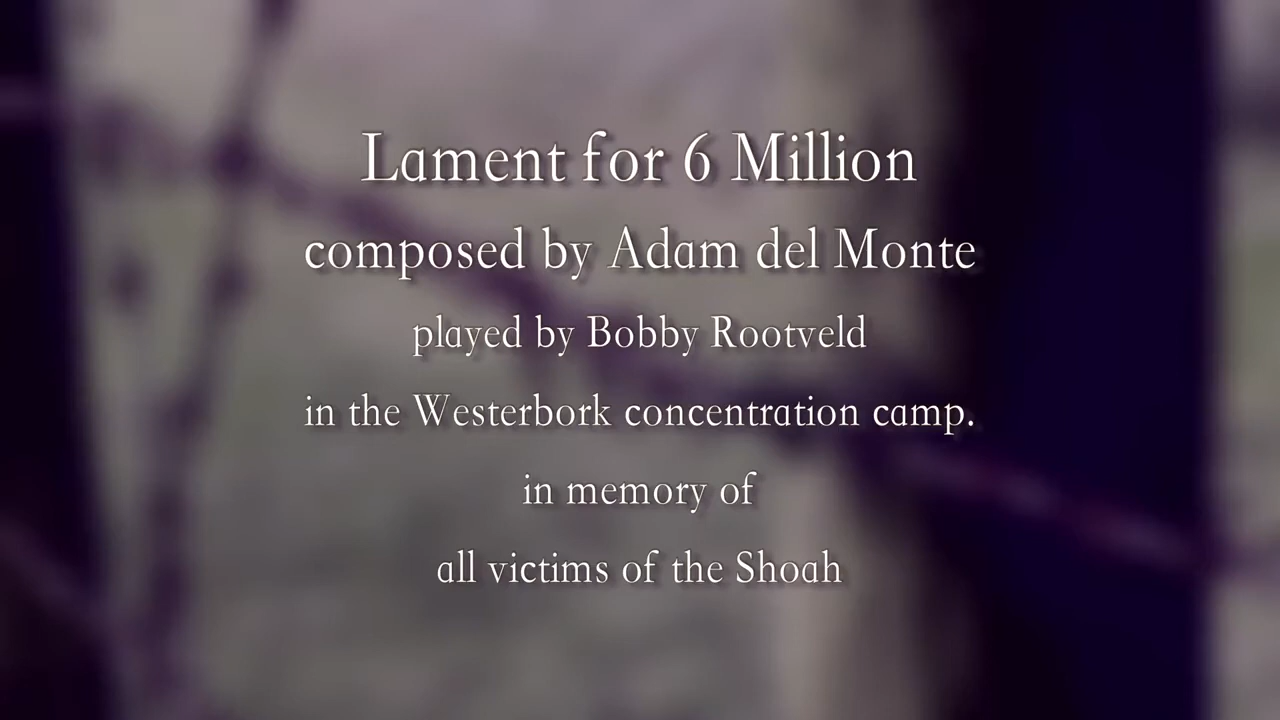 Lament for 6 Million
composed by Adam del Monte
played by Bobby Rootveld
in the Westerbork concentration camp.
in memory of
all victims of the Shoah